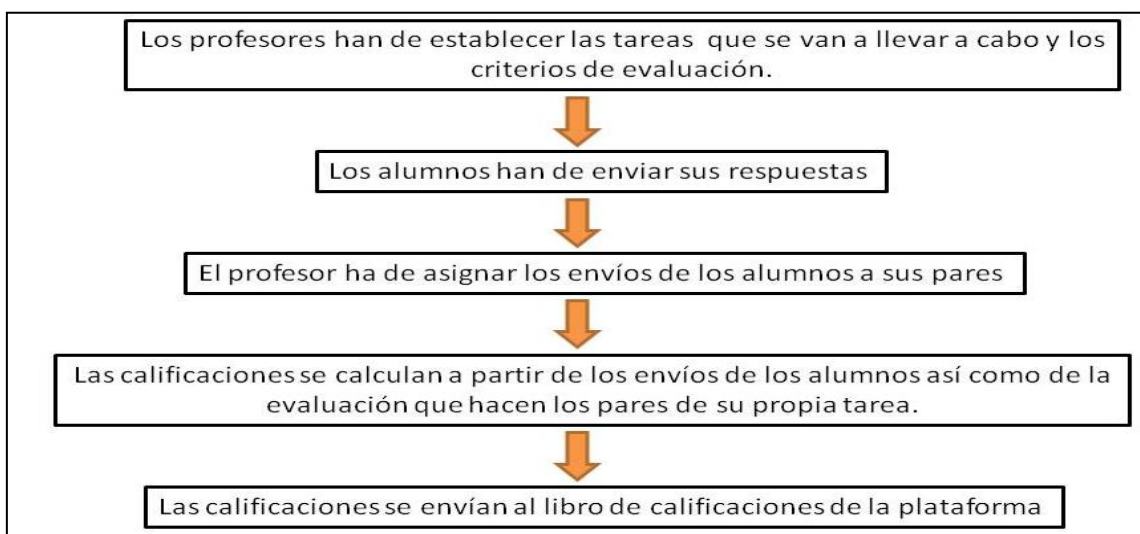 Los profesores han de establecer las tareas que se van a llevar a cabo y los
criterios de evaluación.
Los alumnos han de enviar sus respuestas
El profesor ha de asignar los envíos de los alumnos a sus pares
Las calificaciones se calculan a partir de los envíos de los alumnos así como de la
evaluación que hacen los pares de su propia tarea.
Las calificaciones se envían al libro de calificaciones de la plataforma